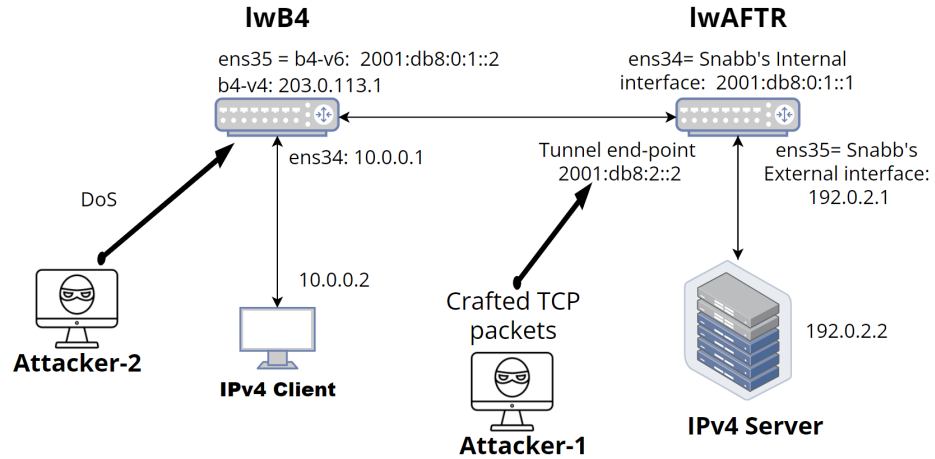 lwB4
lwAFTR
ens35 = b4-v6:  2001:db8:0:1::2
b4-v4: 203.0.113.1
ens34= Snabb's Internal
interface:  2001:db8:0:1::1
ens34: 10.0.0.1
Tunnel end-point
2001:db8:2::2
ens35= Snabb's
External interface:
192.0.2.1
DoS
10.0.0.2
Crafted TCP
packets
192.0.2.2
Attacker-2
IPv4 Client
Attacker-1
IPv4 Server